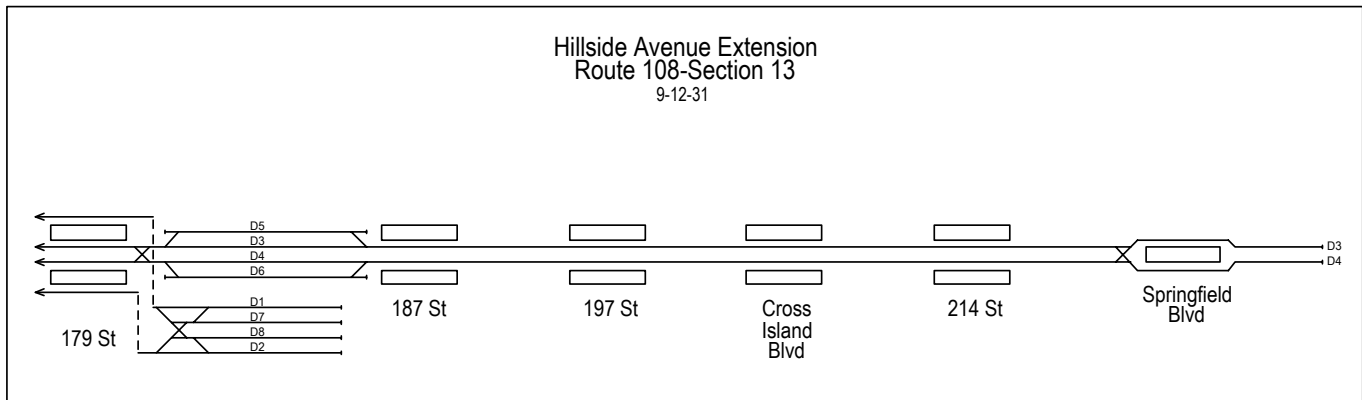 Hillside Avenue Extension
Route 108-Section 13
9-12-31
D5
D3
D4
D6
D3
D4
D1
D7
D8
D2
179 St
187 St
197 St
Cross
Island
Blvd
214 St
Springfield
Blvd